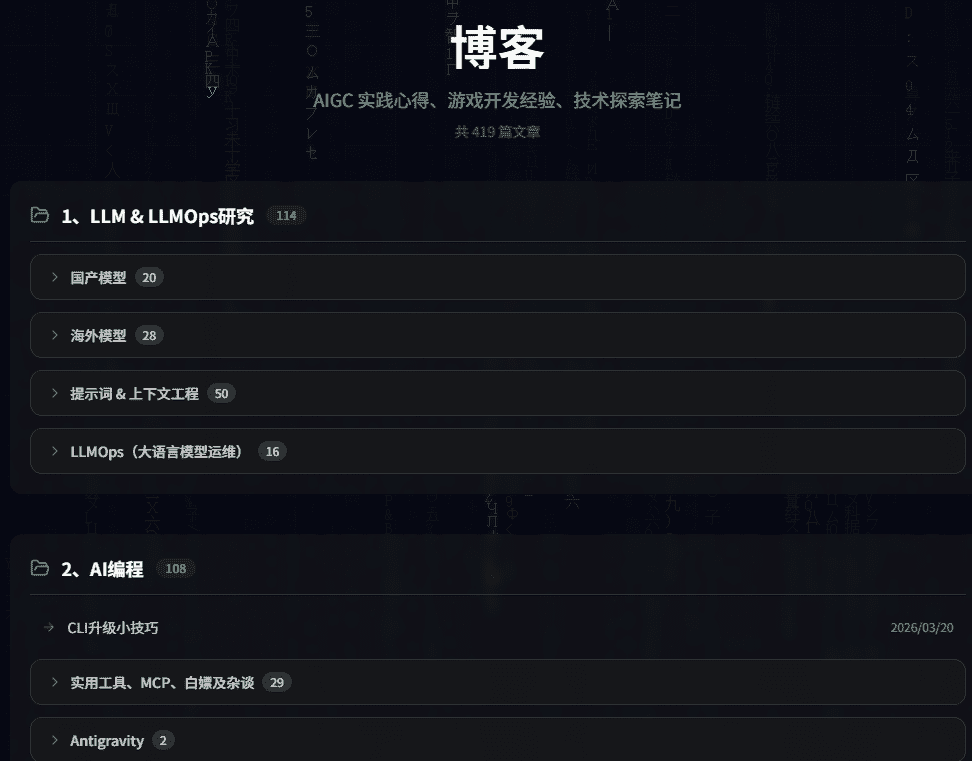 博客
AIGC 实践心得、游戏开发经验、技术探索笔记
共 419 篇文章
1、LLM & LLMOps研究 114
国产模型 20
海外模型 28
提示词 & 上下文工程 50
LLMOps（大语言模型运维） 16
2、AI编程 108
CLI升级小技巧 2026/03/20
实用工具、MCP、白嫖及杂谈 29
Antigravity 2